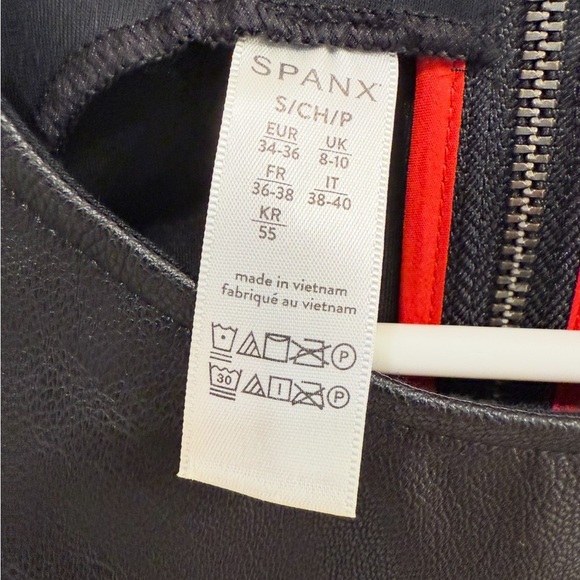 SPANX
S/CH/P
EUR UK
34-36 8-10
FR IT
36-38 38-40
KR
55
made in vietnam
fabriqué au vietnam
P
30 P